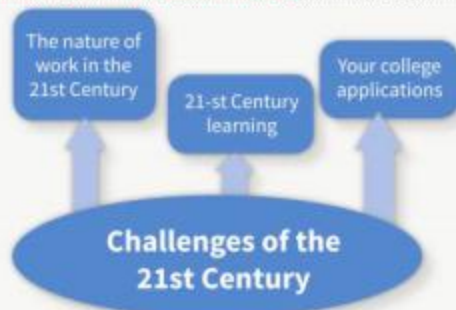 The nature of
work in the
21st Century
21-st Century
learning
Your college
applications
Challenges of the
21st Century